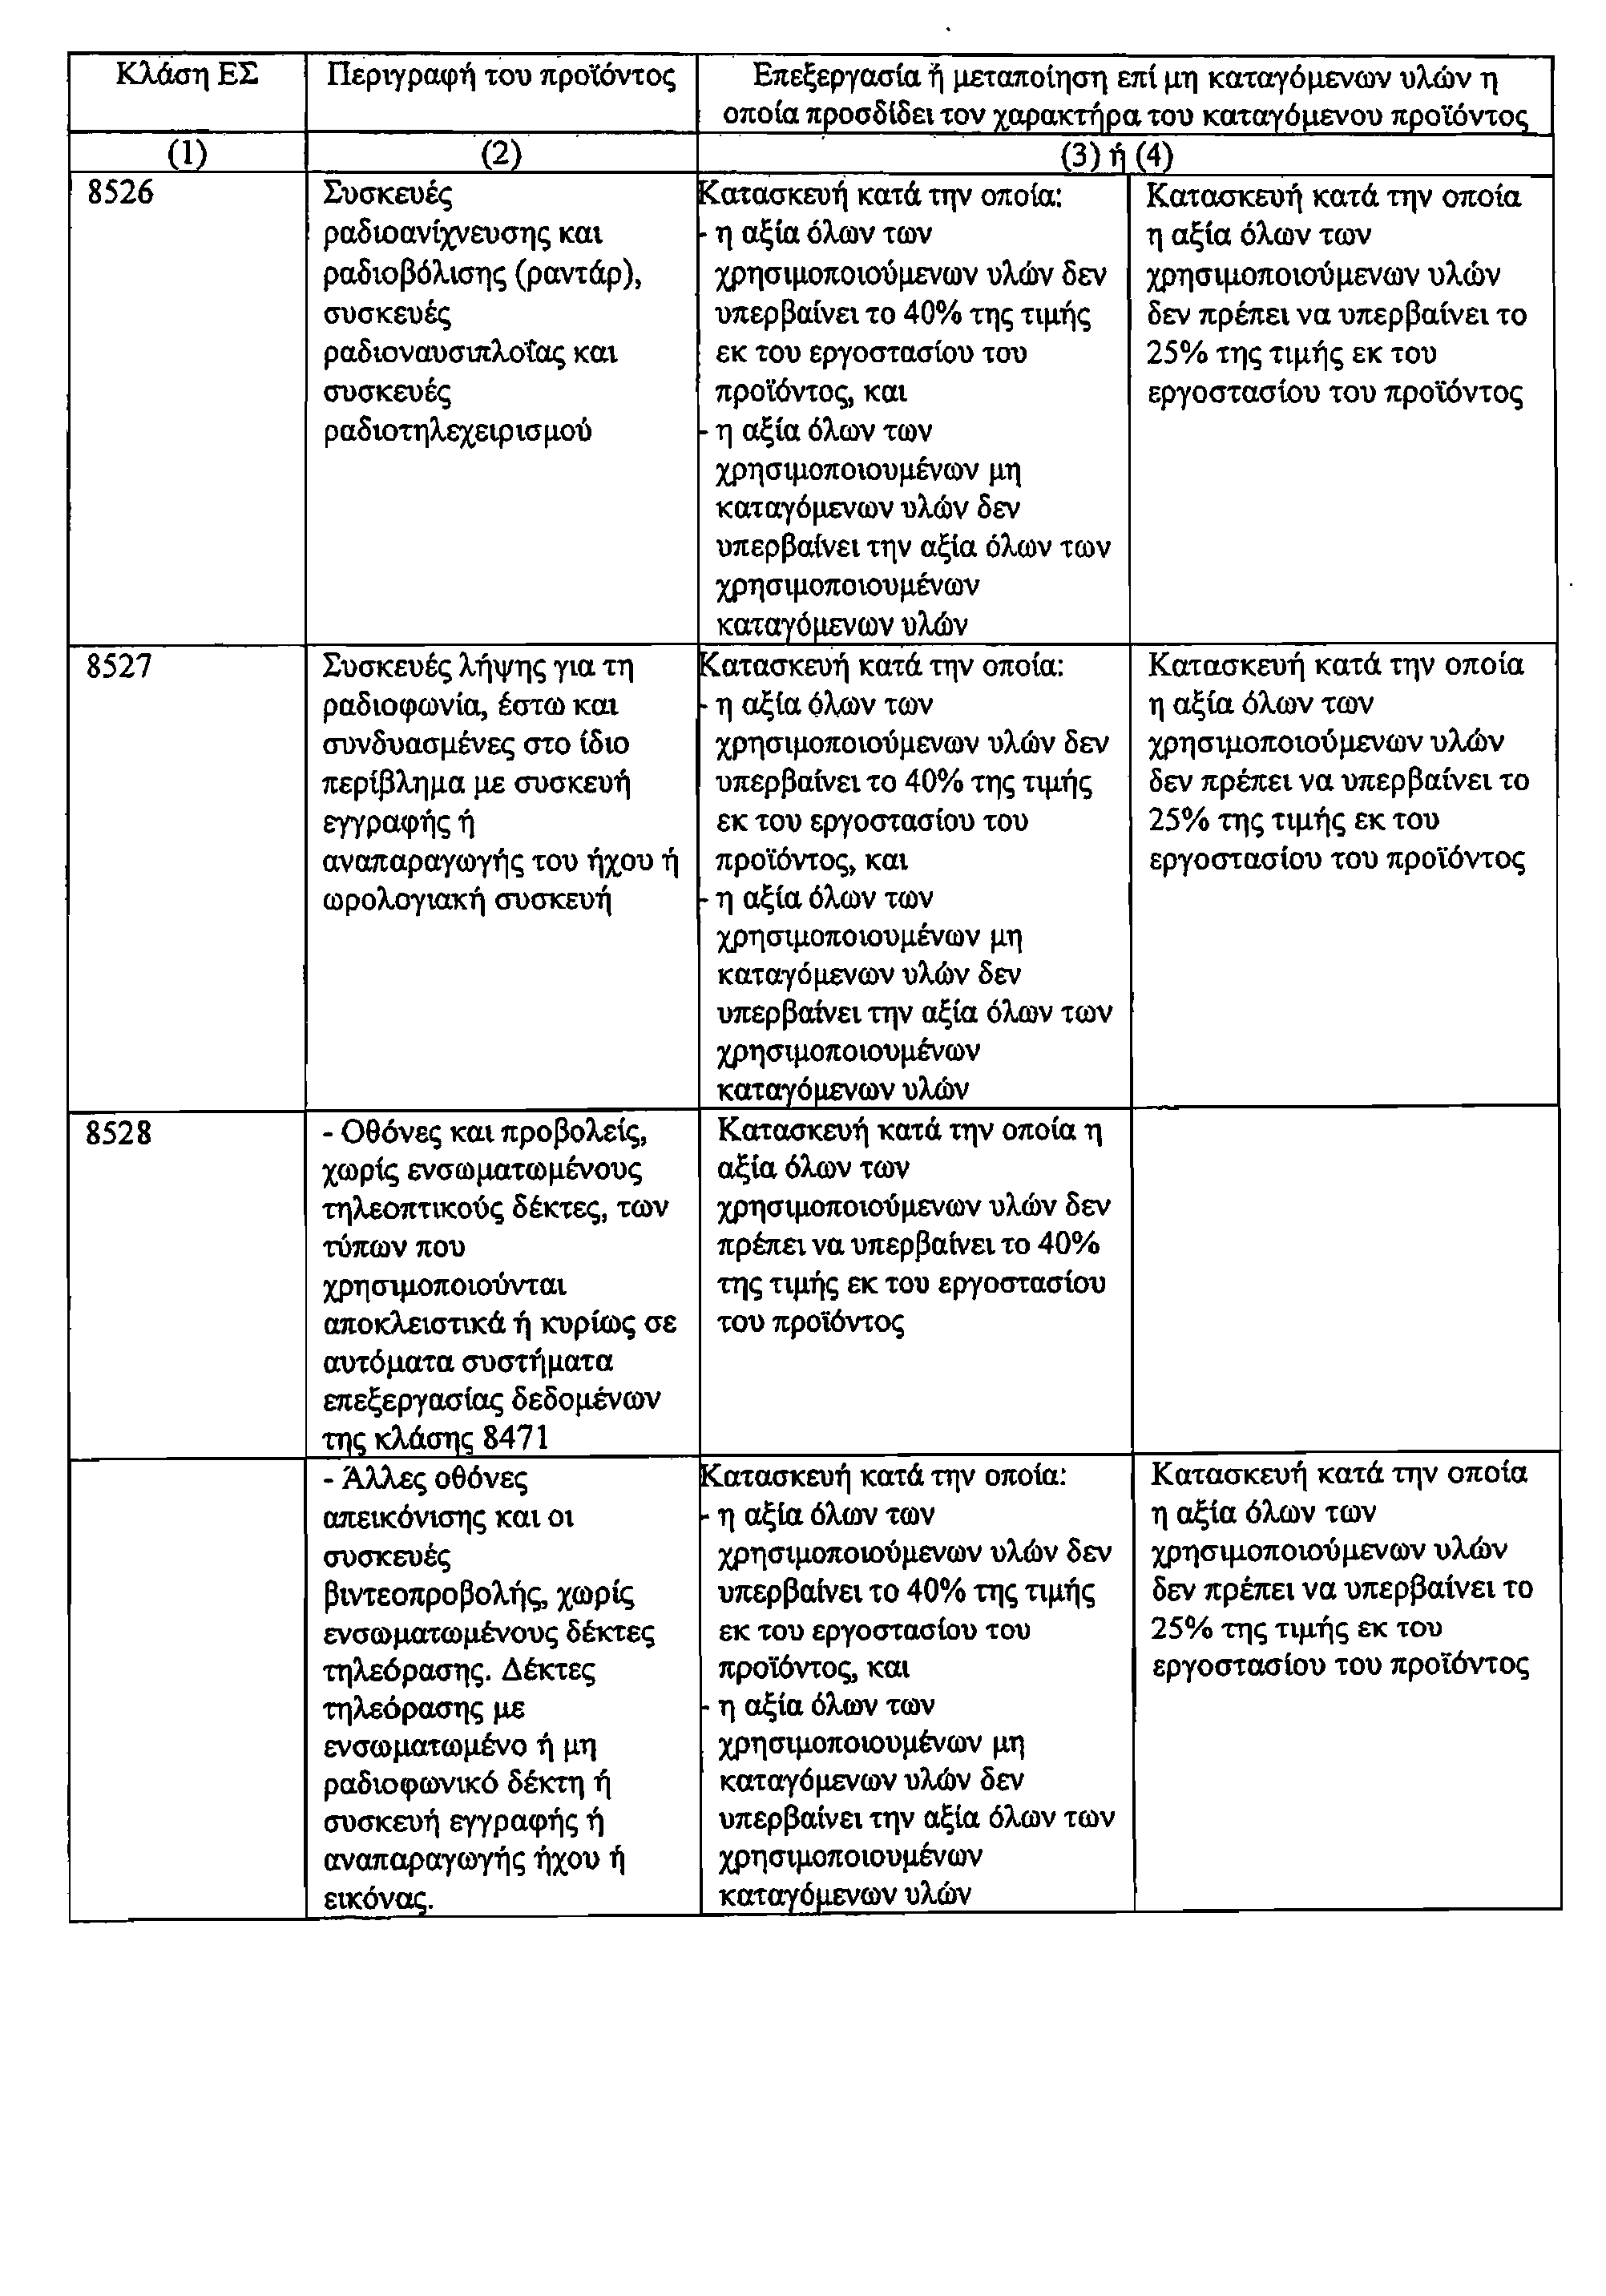 Κλάση ΕΣ
Περιγραφή του προϊόντος
Επεξεργασία ή μεταποίηση επί μη καταγόμενων υλών η
οποία προσδίδει τον χαρακτήρα του καταγόμενου προϊόντος
(1)
(2)
(3) ή (4)
8526
Συσκευές
ραδιοανίχνευσης και
ραδιοβόλισης (ραντάρ),
συσκευές
ραδιοναυσιπλοΐας και
συσκευές
ραδιοτηλεχειρισμού
Κατασκευή κατά την οποία:
- η αξία όλων των
χρησιμοποιούμενων υλών δεν
υπερβαίνει το 40% της τιμής
εκ του εργοστασίου του
προϊόντος, και
- η αξία όλων των
χρησιμοποιουμένων μη
καταγόμενων υλών δεν
υπερβαίνει την αξία όλων των
χρησιμοποιουμένων
καταγόμενων υλών
Κατασκευή κατά την οποία
η αξία όλων των
χρησιμοποιούμενων υλών
δεν πρέπει να υπερβαίνει το
25% της τιμής εκ του
εργοστασίου του προϊόντος
8527
Συσκευές λήψης για τη
ραδιοφωνία, έστω και
συνδυασμένες στο ίδιο
περίβλημα με συσκευή
εγγραφής ή
αναπαραγωγής του ήχου ή
ωρολογιακή συσκευή
Κατασκευή κατά την οποία:
- η αξία όλων των
χρησιμοποιούμενων υλών δεν
υπερβαίνει το 40% της τιμής
εκ του εργοστασίου του
προϊόντος, και
- η αξία όλων των
χρησιμοποιουμένων μη
καταγόμενων υλών δεν
υπερβαίνει την αξία όλων των
χρησιμοποιουμένων
καταγόμενων υλών
Κατασκευή κατά την οποία
η αξία όλων των
χρησιμοποιούμενων υλών
δεν πρέπει να υπερβαίνει το
25% της τιμής εκ του
εργοστασίου του προϊόντος
8528
- Οθόνες και προβολείς,
χωρίς ενσωματωμένους
τηλεοπτικούς δέκτες, των
τύπων που
χρησιμοποιούνται
αποκλειστικά ή κυρίως σε
αυτόματα συστήματα
επεξεργασίας δεδομένων
της κλάσης 8471
Κατασκευή κατά την οποία η
αξία όλων των
χρησιμοποιούμενων υλών δεν
πρέπει να υπερβαίνει το 40%
της τιμής εκ του εργοστασίου
του προϊόντος
- Άλλες οθόνες
απεικόνισης και οι
συσκευές
βιντεοπροβολής, χωρίς
ενσωματωμένους δέκτες
τηλεόρασης. Δέκτες
τηλεόρασης με
ενσωματωμένο ή μη
ραδιοφωνικό δέκτη ή
συσκευή εγγραφής ή
αναπαραγωγής ήχου ή
εικόνας.
Κατασκευή κατά την οποία:
- η αξία όλων των
χρησιμοποιούμενων υλών δεν
υπερβαίνει το 40% της τιμής
εκ του εργοστασίου του
προϊόντος, και
- η αξία όλων των
χρησιμοποιουμένων μη
καταγόμενων υλών δεν
υπερβαίνει την αξία όλων των
χρησιμοποιουμένων
καταγόμενων υλών
Κατασκευή κατά την οποία
η αξία όλων των
χρησιμοποιούμενων υλών
δεν πρέπει να υπερβαίνει το
25% της τιμής εκ του
εργοστασίου του προϊόντος